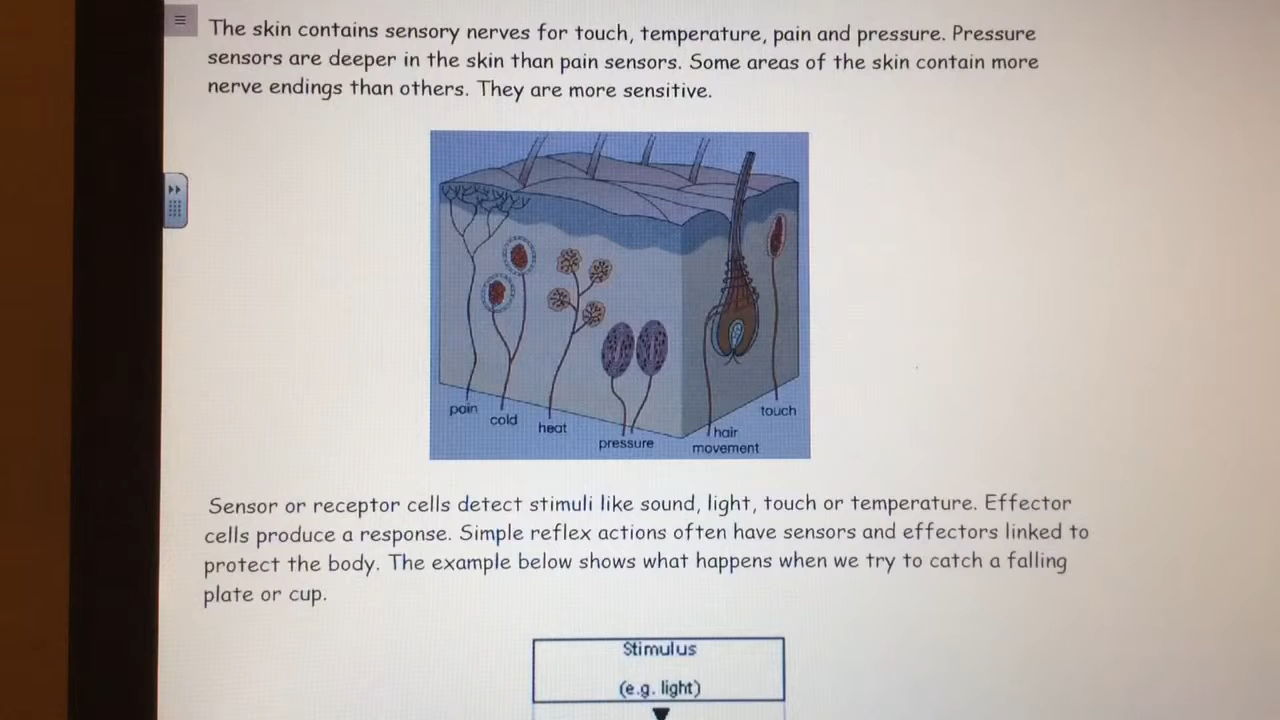 The skin contains sensory nerves for touch, temperature, pain and pressure. Pressure
sensors are deeper in the skin than pain sensors. Some areas of the skin contain more
nerve endings than others. They are more sensitive.
pain
cold
heat
pressure
hair
movement
touch
Sensor or receptor cells detect stimuli like sound, light, touch or temperature. Effector
cells produce a response. Simple reflex actions often have sensors and effectors linked to
protect the body. The example below shows what happens when we try to catch a falling
plate or cup.
Stimulus
(e.g. light)